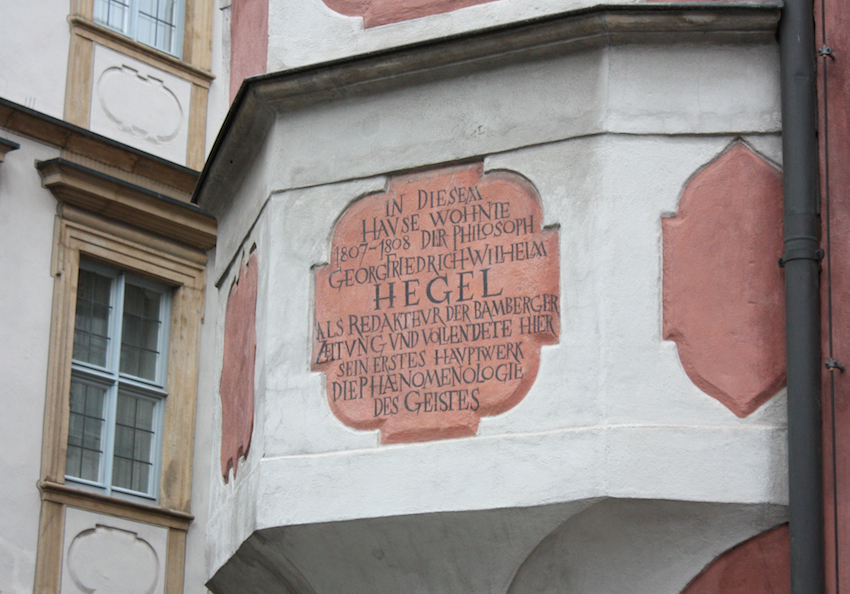 IN DIESEM
HAVSE WOHNTE
1807-1808 DER PHILOSOPH
GEORG FRIEDRICH WILHELM
HEGEL
ALS REDAKTEVR DER BAMBERGER
ZEITVNG VND VOLLENDETE HIER
SEIN ERSTES HAVPTWERK
DIE PHÆNOMENOLOGIE
DES GEISTES